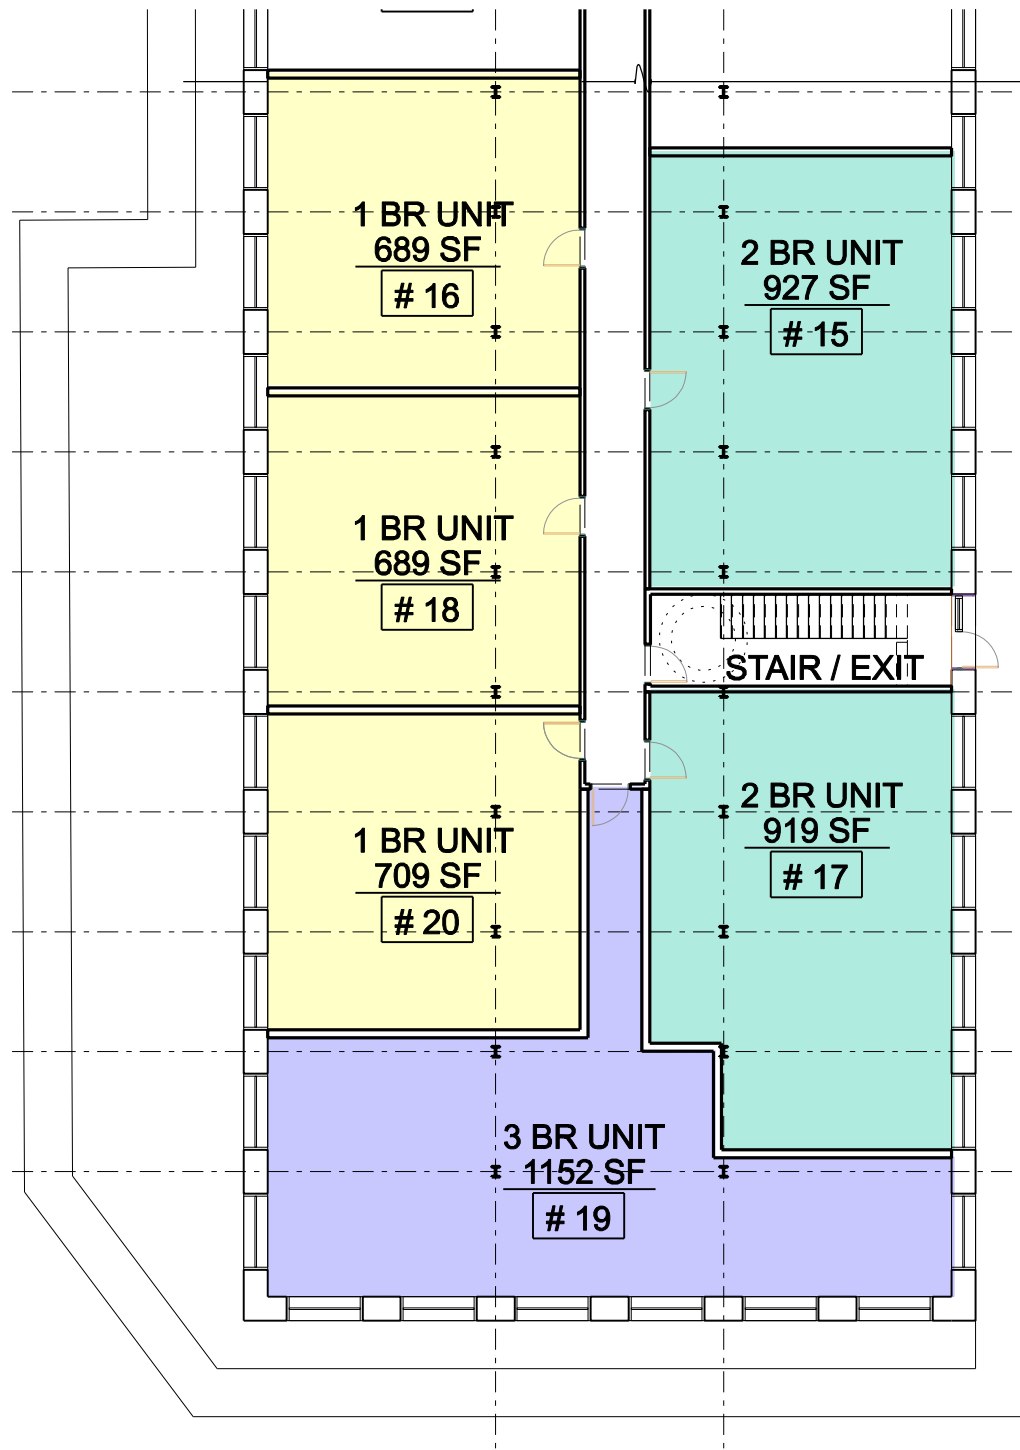 1 BR UNIT
689 SF
# 16
2 BR UNIT
927 SF
# 15
1 BR UNIT
689 SF
# 18
STAIR / EXIT
2 BR UNIT
919 SF
# 17
1 BR UNIT
709 SF
# 20
3 BR UNIT
1152 SF
# 19